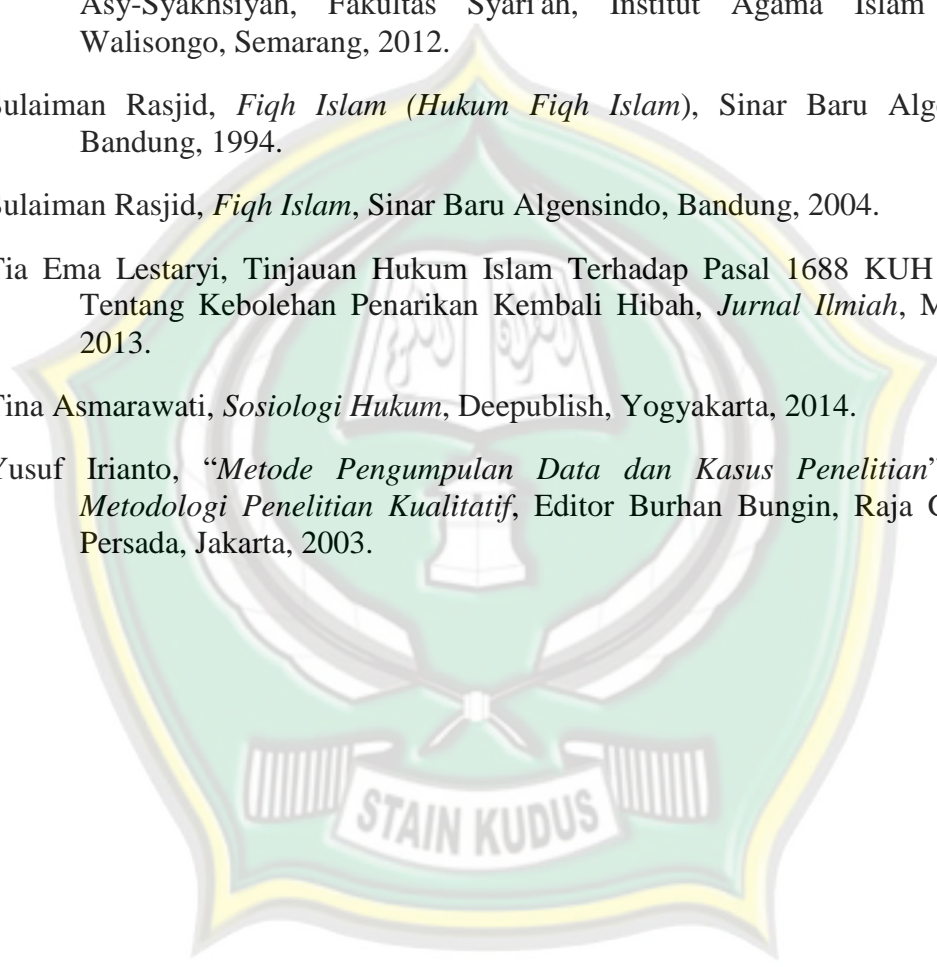 Asy-Syakhsiyah, Fakultas Syari'ah, Institut Agama Islam
Walisongo, Semarang, 2012.
Sulaiman Rasjid, Fiqh Islam (Hukum Fiqh Islam), Sinar Baru
Bandung, 1994.
Sulaiman Rasjid, Fiqh Islam, Sinar Baru Algensindo, Bandung, 2004.
Tia Ema Lestaryi, Tinjauan Hukum Islam Terhadap Pasal 1688 KUH
Tentang Kebolehan Penarikan Kembali Hibah, Jurnal Ilmiah,
2013.
Tina Asmarawati, Sosiologi Hukum, Deepublish, Yogyakarta, 2014.
Yusuf Irianto, “Metode Pengumpulan Data dan Kasus Penelitian”
Metodologi Penelitian Kualitatif, Editor Burhan Bungin, Raja
Persada, Jakarta, 2003.
STAIN KUDUS